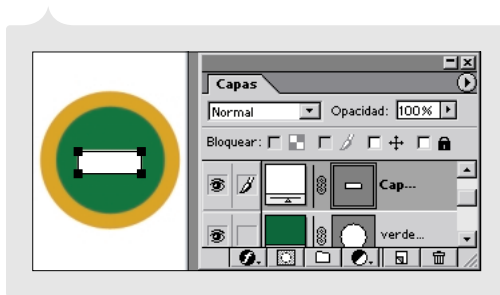 Capas
Normal Opacidad: 100%
Bloquear:
Cap...
verde...